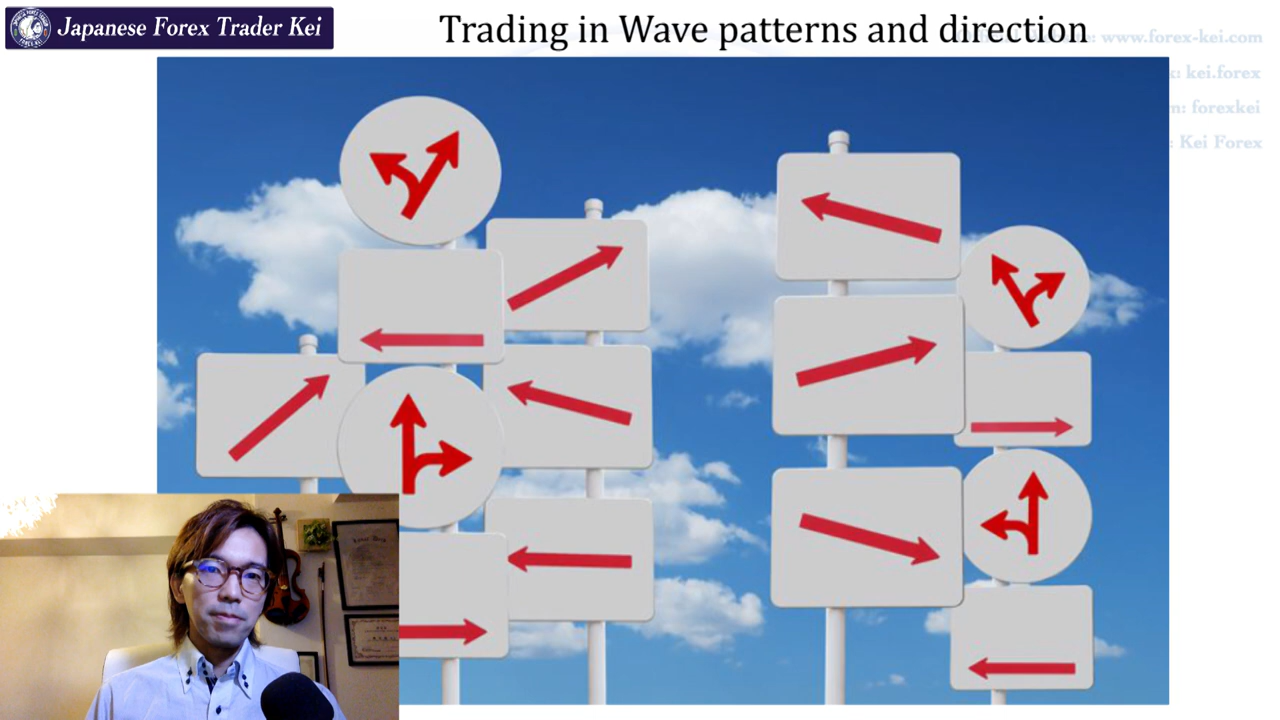 Japanese Forex Trader Kei
Trading in Wave patterns and direction
: www.forex-kei.com
: kei.forex
: forexkei
: Kei Forex